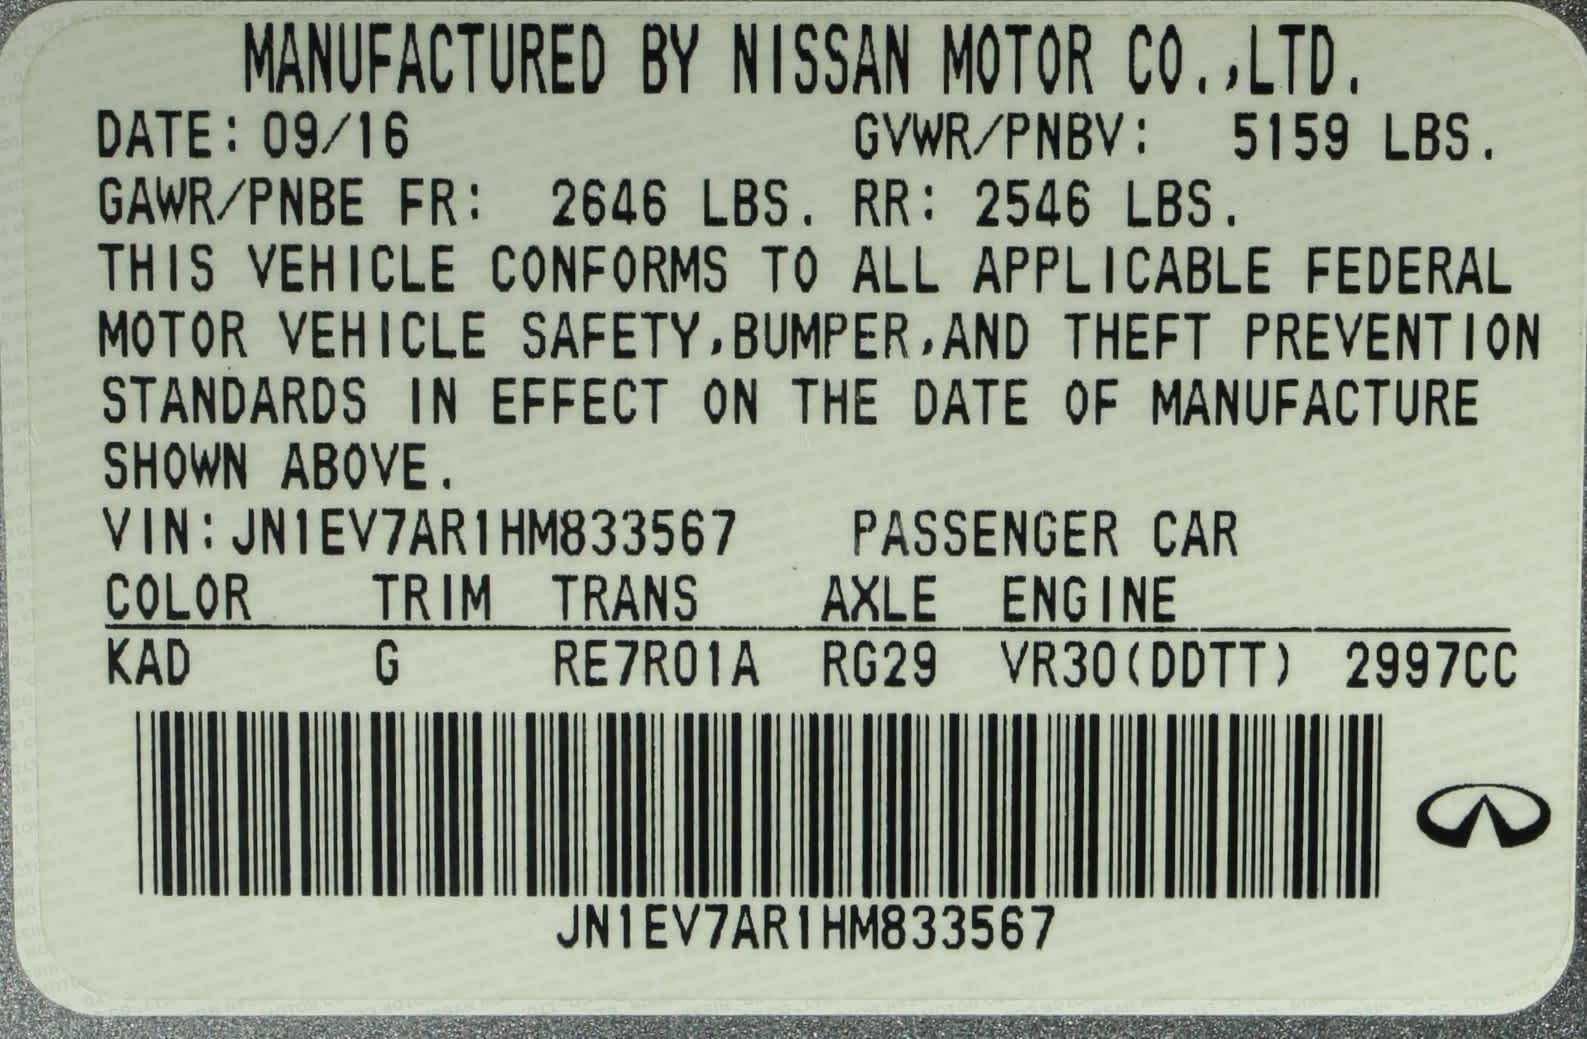 MANUFACTURED BY NISSAN MOTOR CO.,LTD.
DATE: 09/16 GVWR/PNBV: 5159 LBS.
GAWR/PNBE FR: 2646 LBS. RR: 2546 LBS.
THIS VEHICLE CONFORMS TO ALL APPLICABLE FEDERAL
MOTOR VEHICLE SAFETY,BUMPER,AND THEFT PREVENTION
STANDARDS IN EFFECT ON THE DATE OF MANUFACTURE
SHOWN ABOVE.
VIN:JN1EV7AR1HM833567 PASSENGER CAR
COLOR TRIM TRANS AXLE ENGINE
KAD G RE7R01A RG29 VR30(DDTT) 2997CC
JN1EV7AR1HM833567